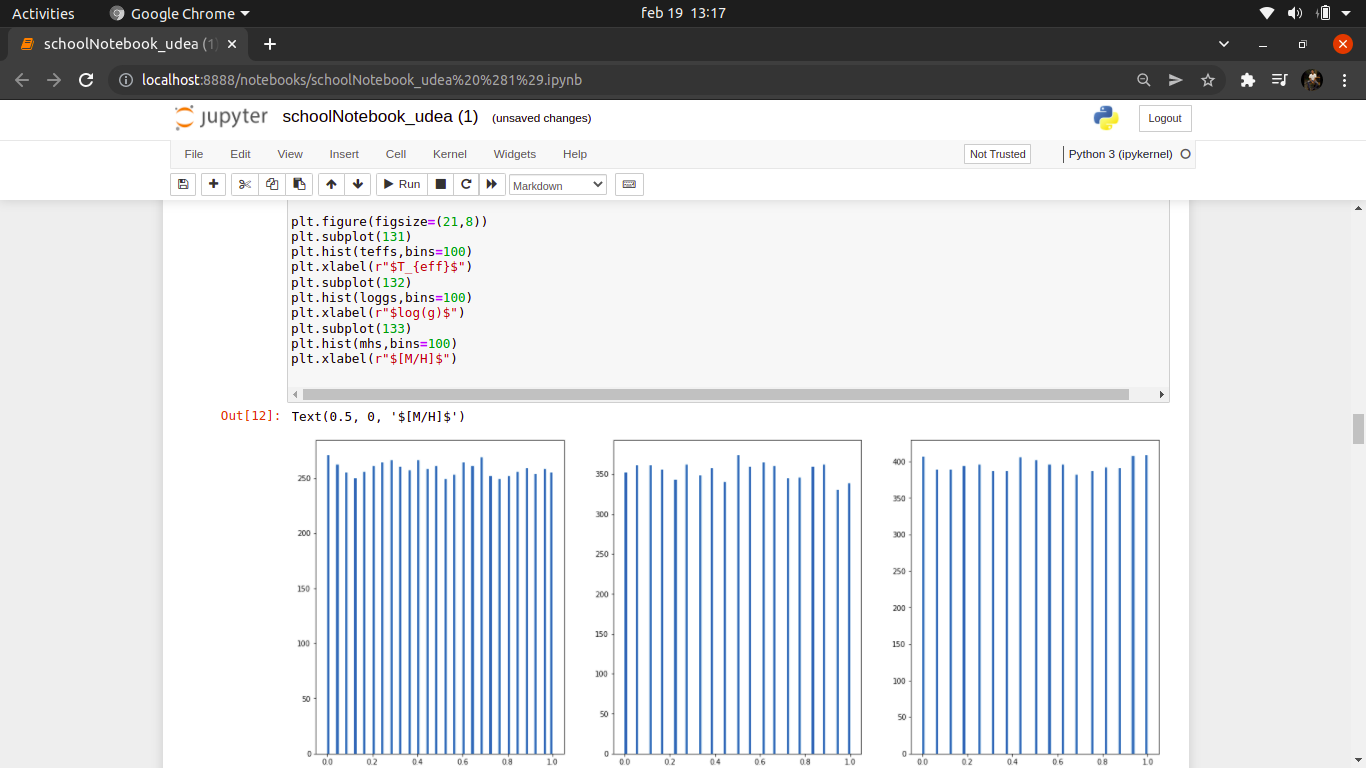 Activities Google Chrome feb 19 13:17
schoolNotebook_udea (1)
localhost:8888/notebooks/schoolNotebook_udea%20%281%29.ipynb
jupyter schoolNotebook_udea (1) (unsaved changes) Logout
File Edit View Insert Cell Kernel Widgets Help Not Trusted Python 3 (ipykernel)
Run Markdown
plt.figure(figsize=(21,8))
plt.subplot(131)
plt.hist(teffs,bins=100)
plt.xlabel(r"$T_{eff}$")
plt.subplot(132)
plt.hist(loggs,bins=100)
plt.xlabel(r"$log(g)$")
plt.subplot(133)
plt.hist(mhs,bins=100)
plt.xlabel(r"$[M/H]$")
Out[12]: Text(0.5, 0, '$[M/H]$')
250
200
150
100
50
0
0.0 0.2 0.4 0.6 0.8 1.0
350
300
250
200
150
100
50
0
0.0 0.2 0.4 0.6 0.8 1.0
400
350
300
250
200
150
100
50
0
0.0 0.2 0.4 0.6 0.8 1.0